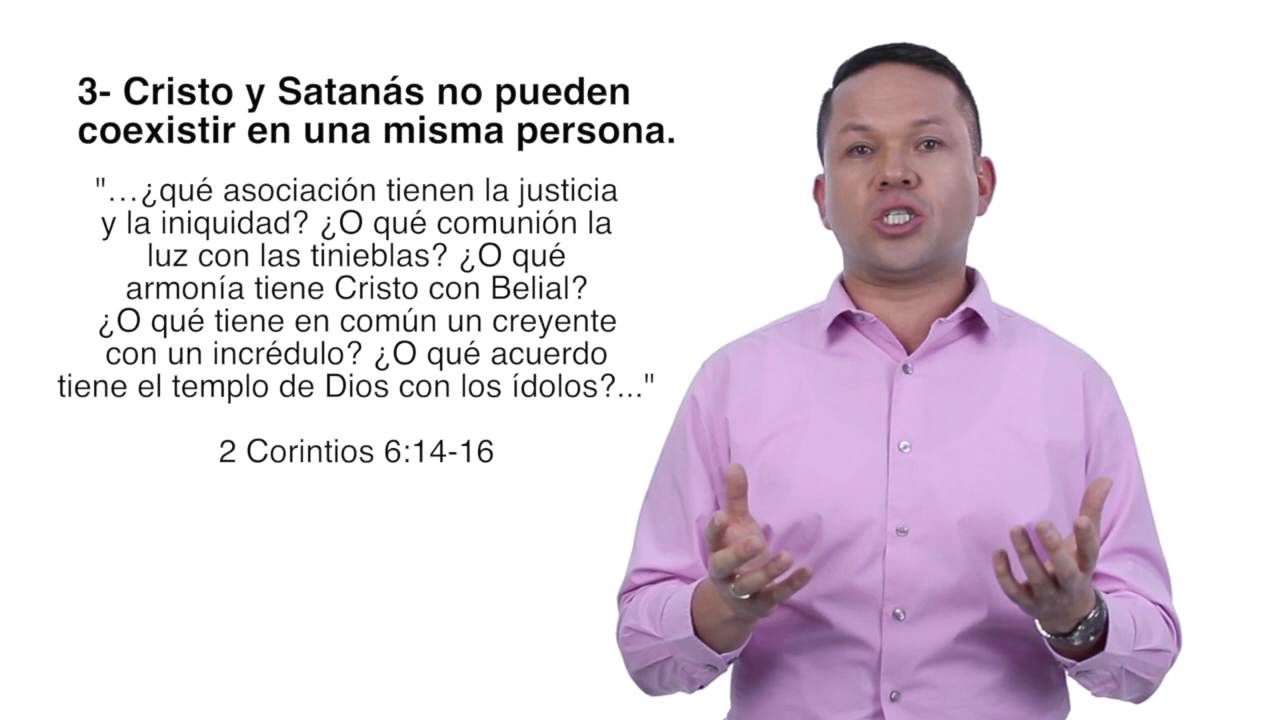 3- Cristo y Satanás no pueden
coexistir en una misma persona.
"…¿qué asociación tienen la justicia
y la iniquidad? ¿O qué comunión la
luz con las tinieblas? ¿O qué
armonía tiene Cristo con Belial?
¿O qué tiene en común un creyente
con un incrédulo? ¿O qué acuerdo
tiene el templo de Dios con los ídolos?..."
2 Corintios 6:14-16